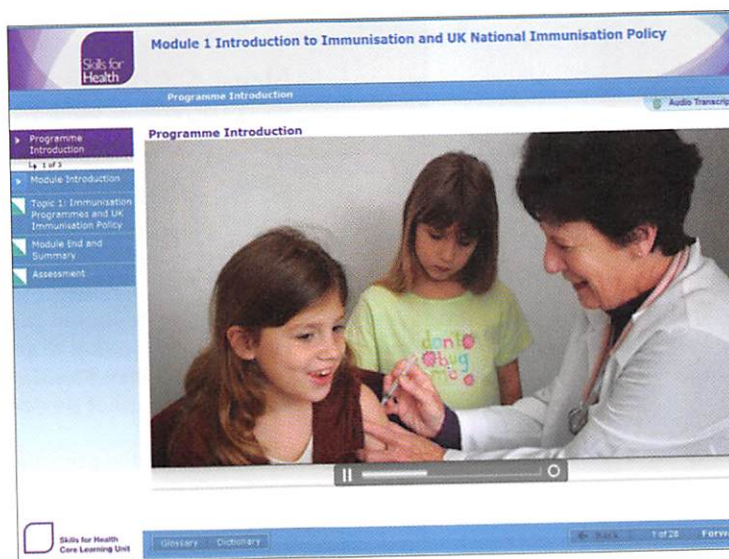 Skills for
Health
Module 1 Introduction to Immunisation and UK National Immunisation Policy
Programme Introduction
Audio Transcrip
Programme
Introduction
1 of 3
Module Introduction
Topic 1: Immunisation
Programmes and UK
Immunisation Policy
Module End and
Summary
Assessment
Programme Introduction
dont
bug
me
Skills for Health
Core Learning Unit
Glossary
Dictionary
Back
1 of 28
Forw